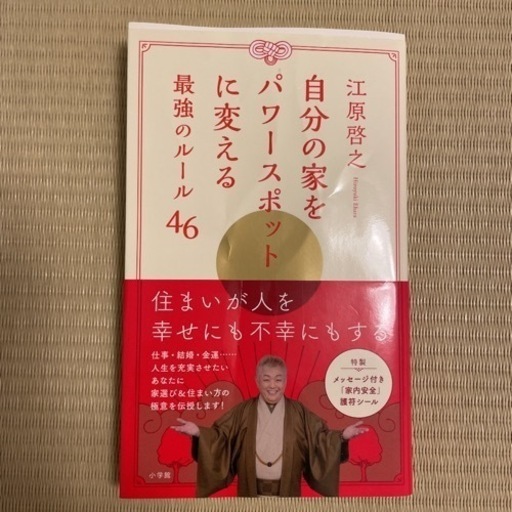 江原啓之
Hiroyuki Ehara
自分の家を
パワースポット
に変える
最強のルール
46
住まいが人を
幸せにも不幸にもする
仕事・結婚・金運……
人生を充実させたい
あなたに
家選び&住まい方の
極意を伝授します!
特製
メッセージ付き
「家内安全」
護符シール
小学館